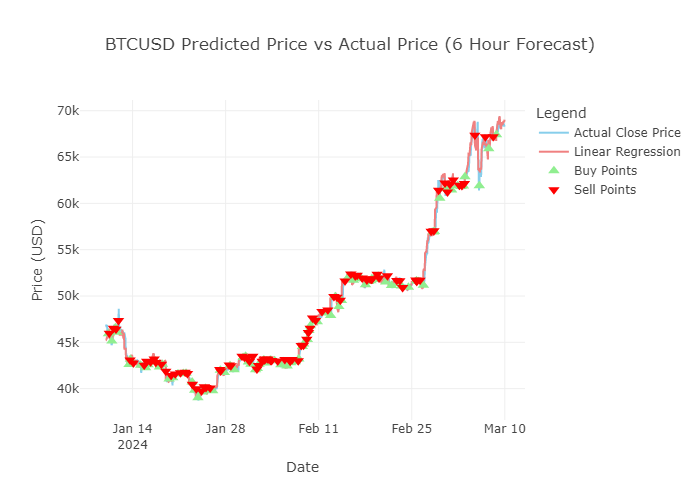 BTCUSD Predicted Price vs Actual Price (6 Hour Forecast)
Legend
Actual Close Price
Linear Regression
Buy Points
Sell Points
Price (USD)
70k
65k
60k
55k
50k
45k
40k
Jan 14
2024
Jan 28
Feb 11
Feb 25
Mar 10
Date